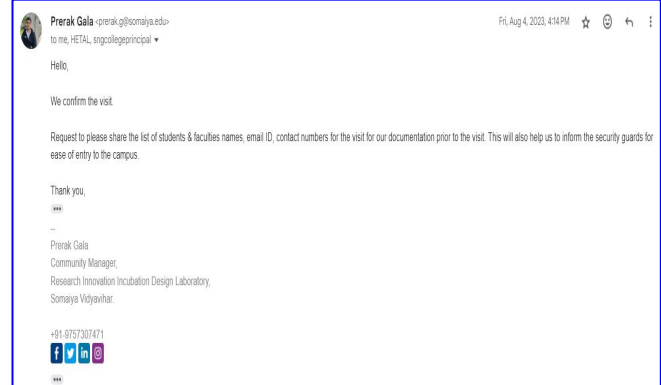 Prerak Gala <prerak.g@somaiya.edu>
Fri, Aug 4, 2023, 4:14 PM
to me, HETAL, sngcollegeprincipal
Hello,
We confirm the visit.
Request to please share the list of students & faculties names, email ID, contact numbers for the visit for our documentation prior to the visit. This will also help us to inform the security guards for
ease of entry to the campus.
Thank you,
--
Prerak Gala
Community Manager,
Research Innovation Incubation Design Laboratory,
Somaiya Vidyavihar.
+91-9757307471